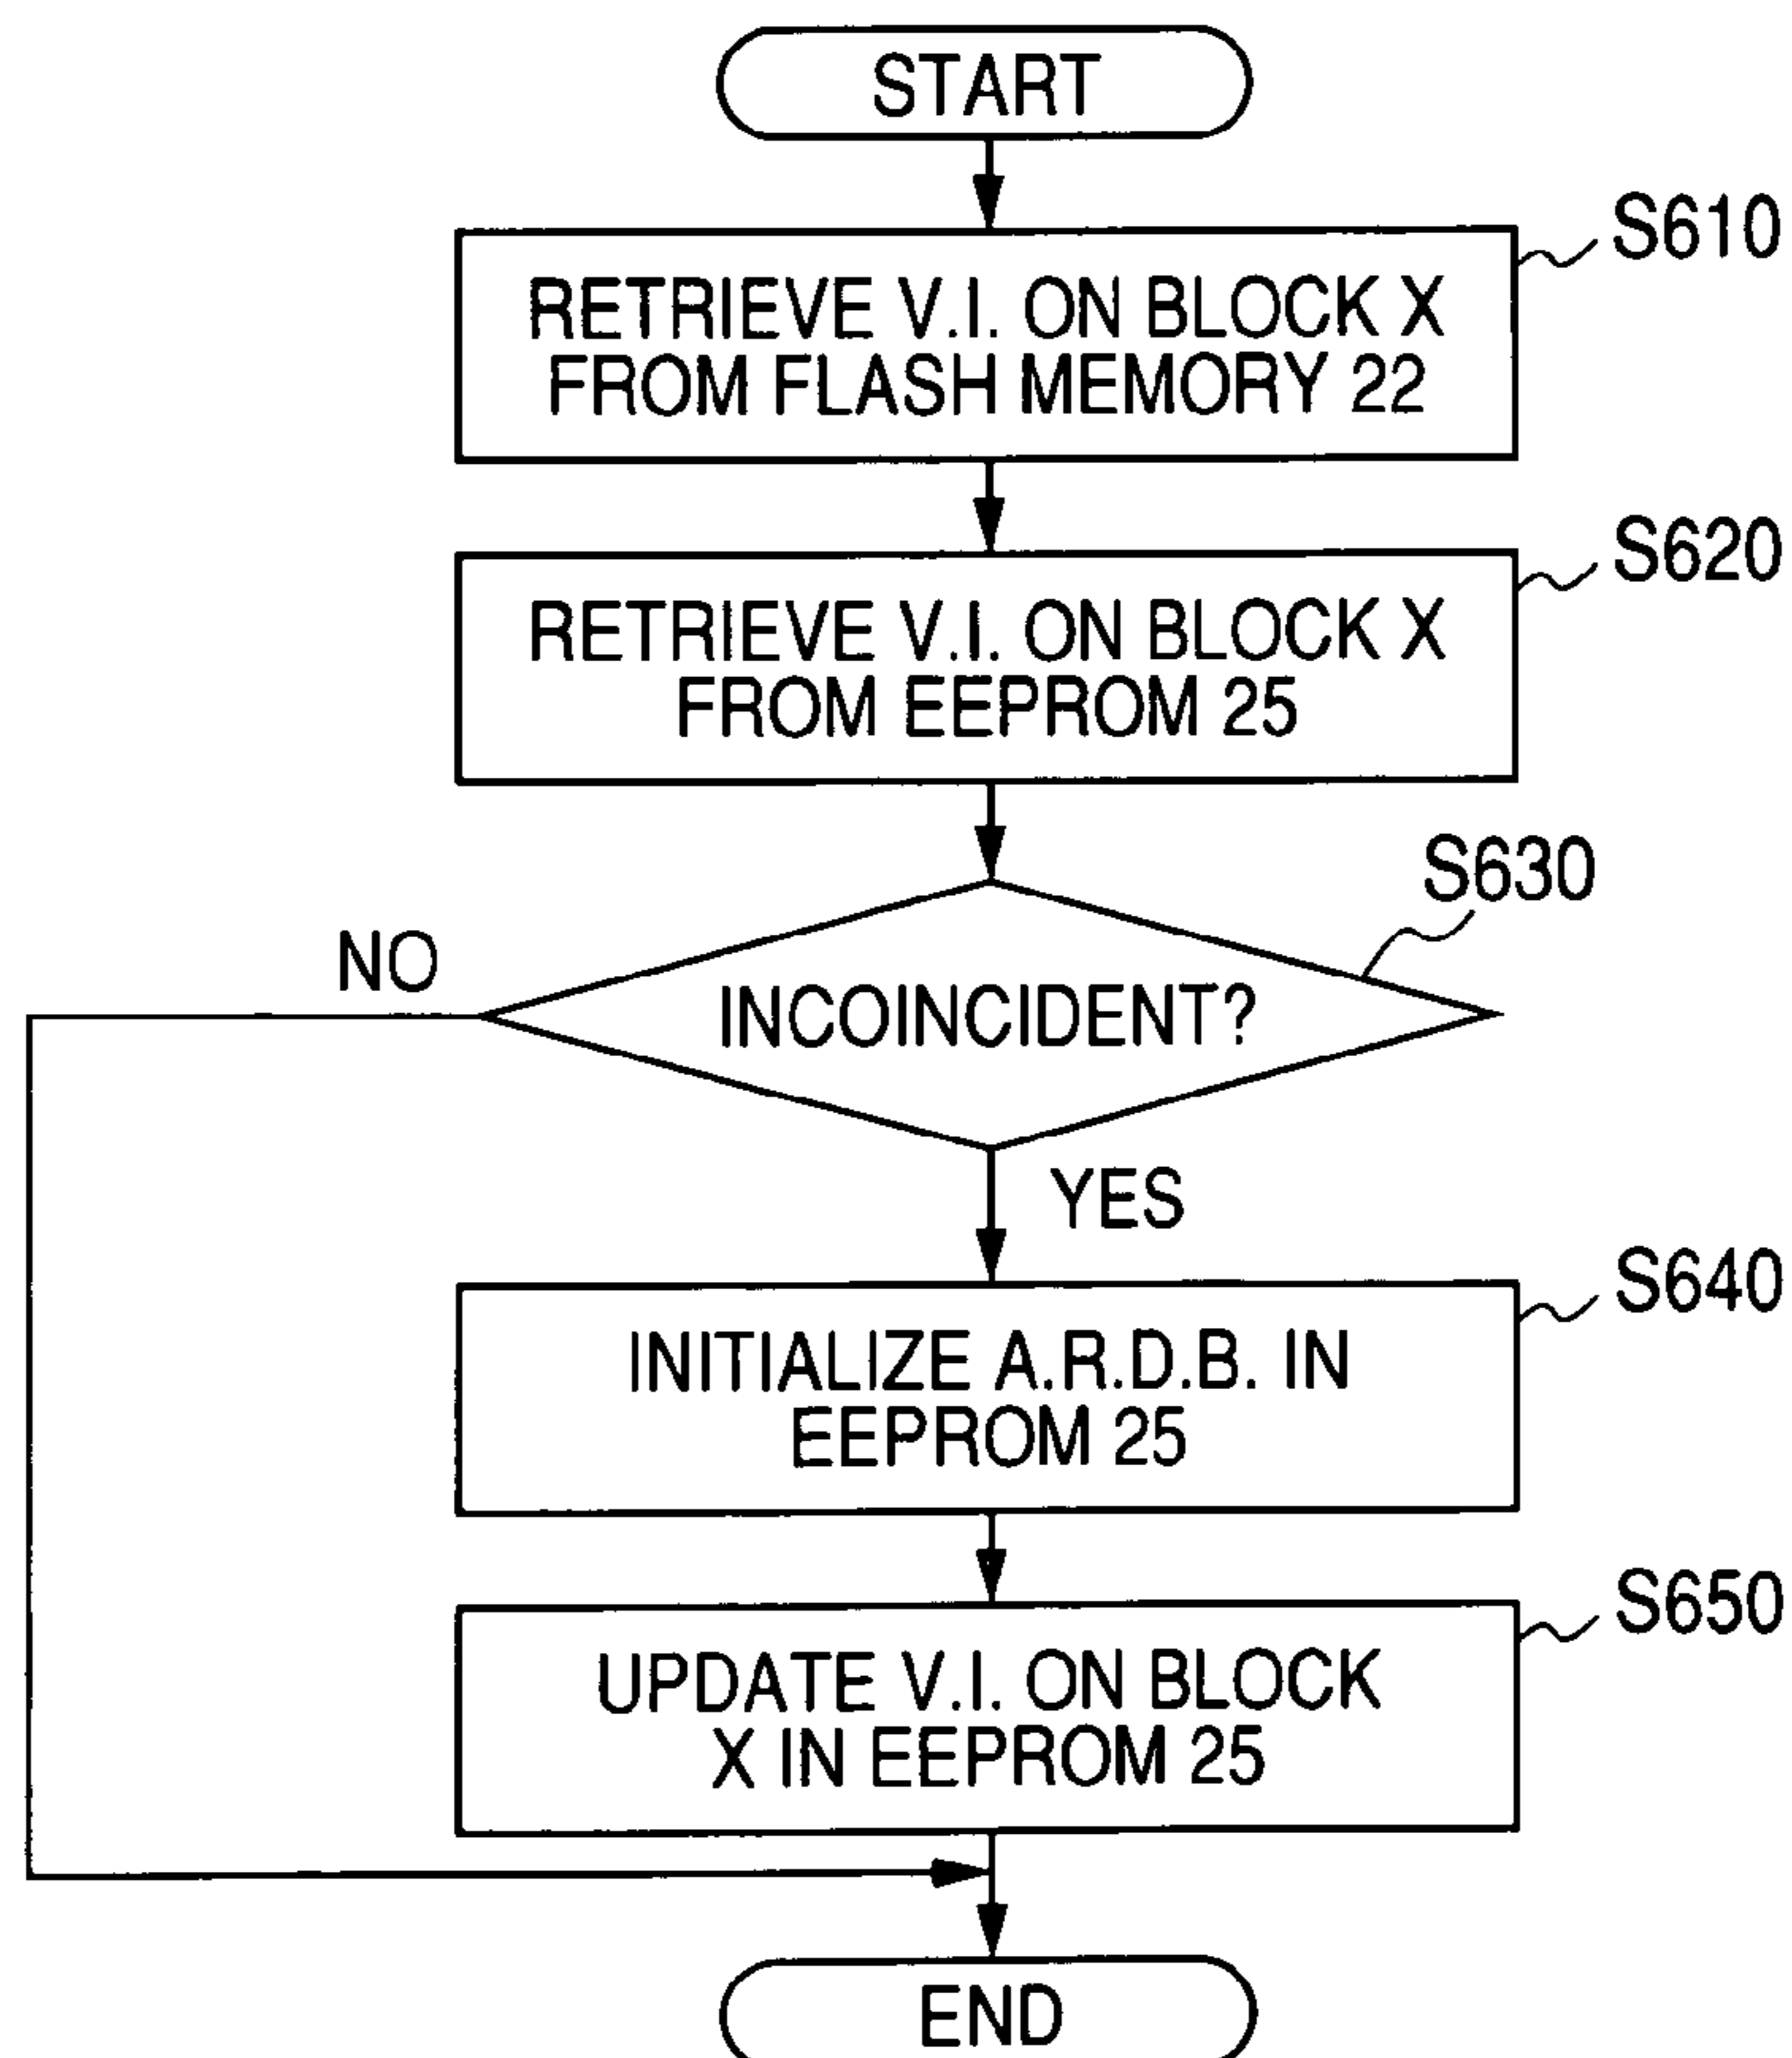 START
S610
RETRIEVE V.I. ON BLOCK X
FROM FLASH MEMORY 22
S620
RETRIEVE V.I. ON BLOCK X
FROM EEPROM 25
S630
NO
INCOINCIDENT?
YES
S640
INITIALIZE A.R.D.B. IN
EEPROM 25
S650
UPDATE V.I. ON BLOCK
X IN EEPROM 25
END